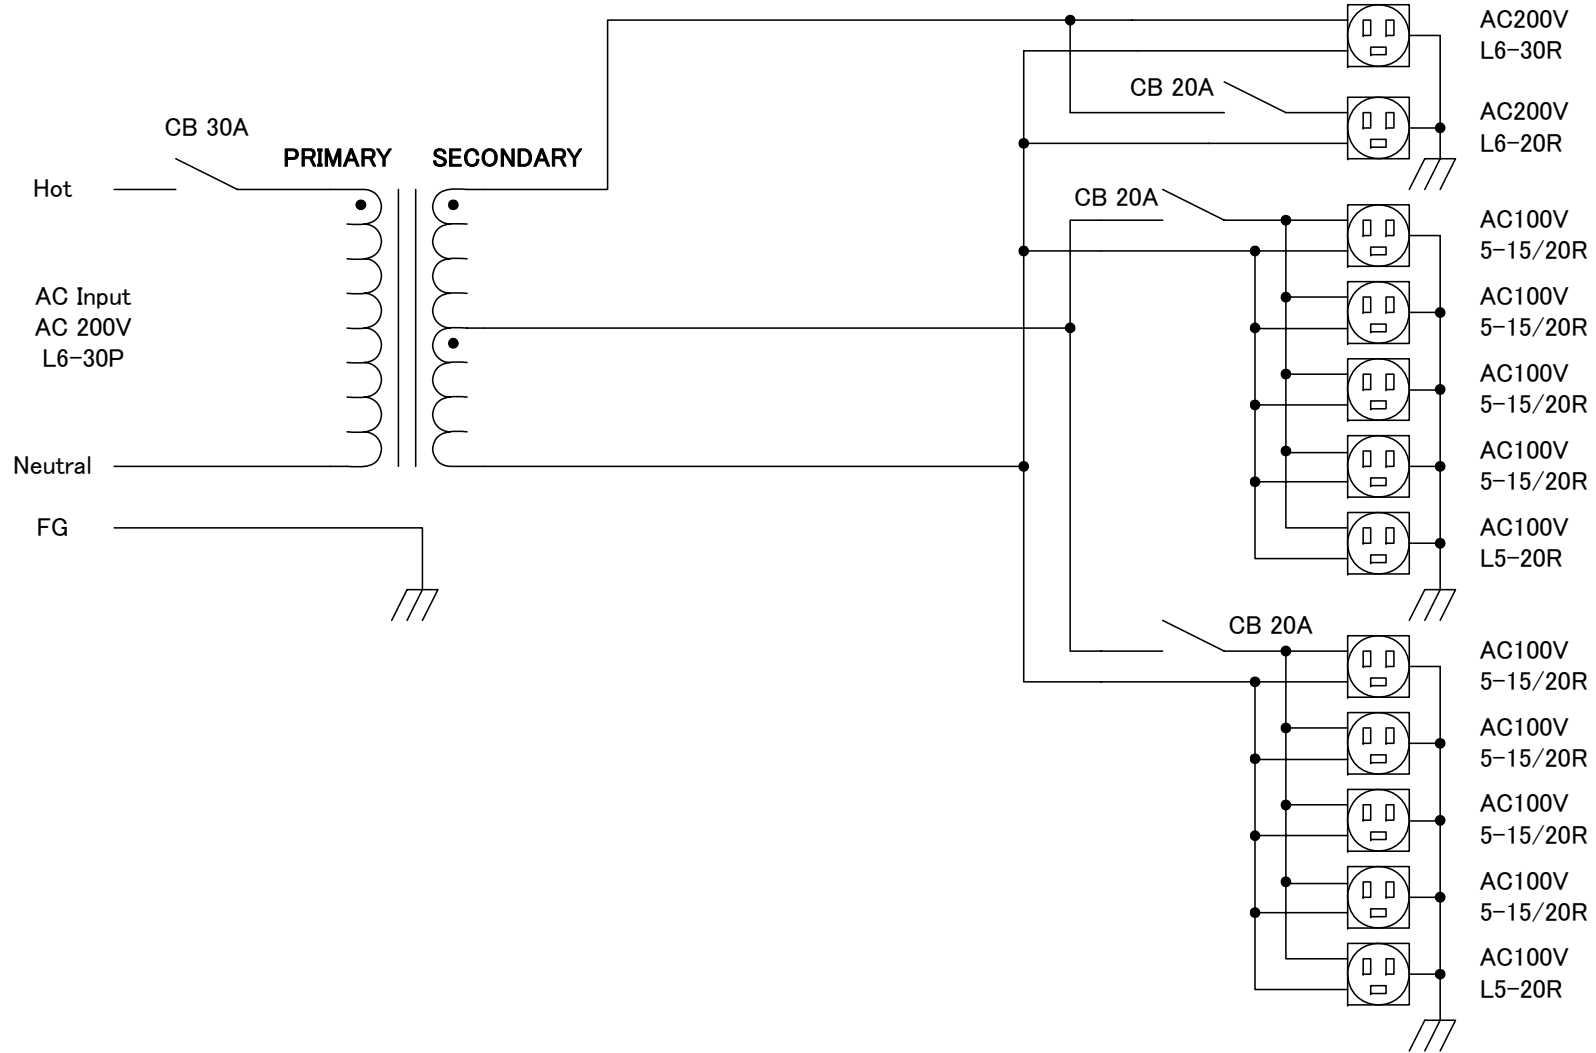 AC200V
L6-30R
CB 20A
AC200V
L6-20R
CB 30A
PRIMARY SECONDARY
Hot
CB 20A
AC100V
5-15/20R
AC Input
AC 200V
L6-30P
AC100V
5-15/20R
AC100V
5-15/20R
AC100V
5-15/20R
Neutral
FG
AC100V
L5-20R
CB 20A
AC100V
5-15/20R
AC100V
5-15/20R
AC100V
5-15/20R
AC100V
5-15/20R
AC100V
L5-20R